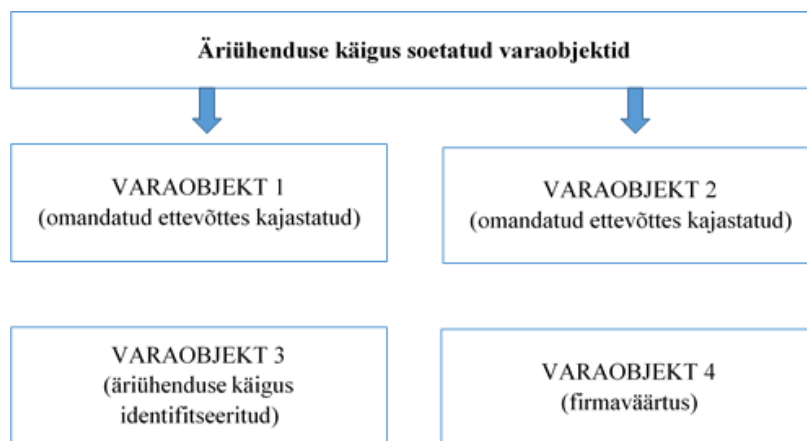 Äriühenduse käigus soetatud varaobjektid
VARAOBJEKT 1
(omandatud ettevõttes kajastatud)
VARAOBJEKT 2
(omandatud ettevõttes kajastatud)
VARAOBJEKT 3
(äriühenduse käigus
identifitseeritud)
VARAOBJEKT 4
(firmaväärtus)